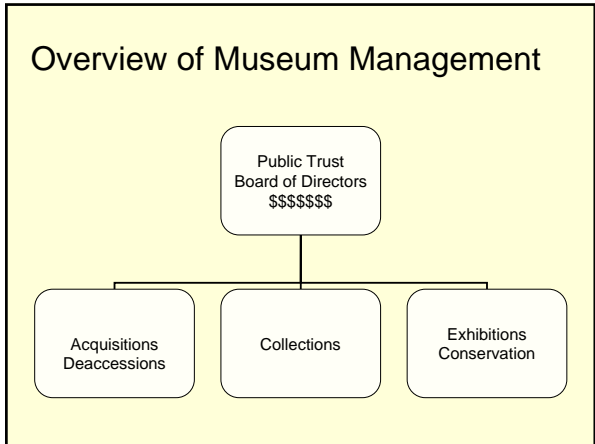 Overview of Museum Management
Public Trust
Board of Directors
$$$$$$$
Acquisitions
Deaccessions
Collections
Exhibitions
Conservation